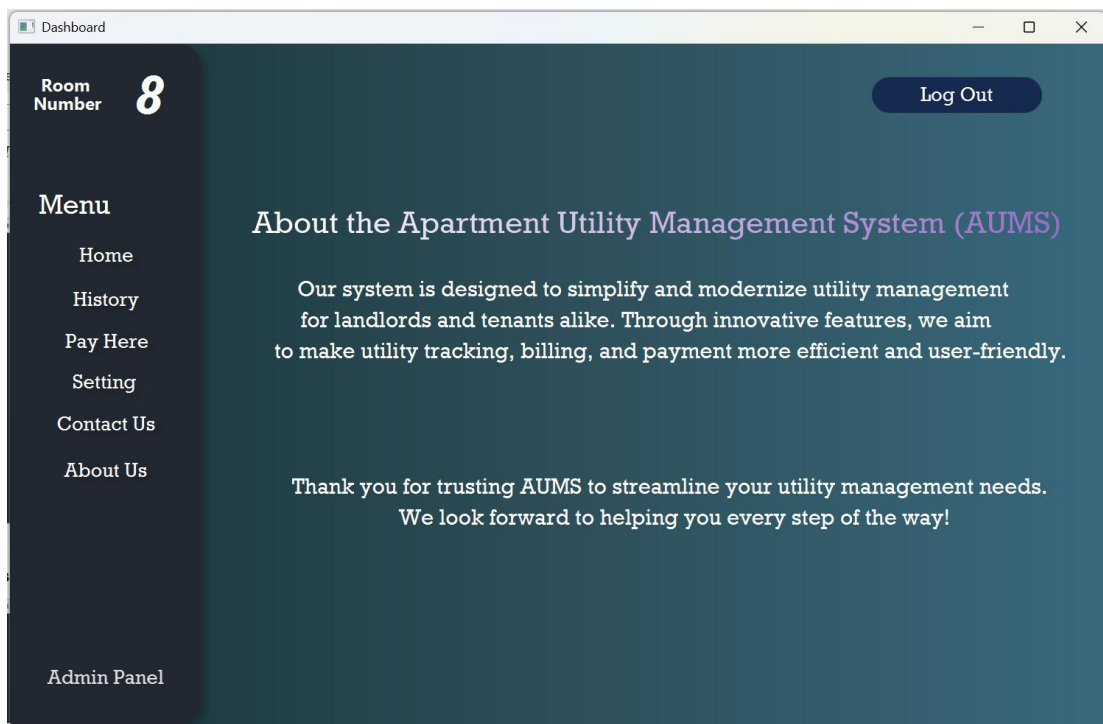 Dashboard
Room
Number
8
Log Out
Menu
Home
History
Pay Here
Setting
Contact Us
About Us
Admin Panel
About the Apartment Utility Management System (AUMS)
Our system is designed to simplify and modernize utility management
for landlords and tenants alike. Through innovative features, we aim
to make utility tracking, billing, and payment more efficient and user-friendly.
Thank you for trusting AUMS to streamline your utility management needs.
We look forward to helping you every step of the way!